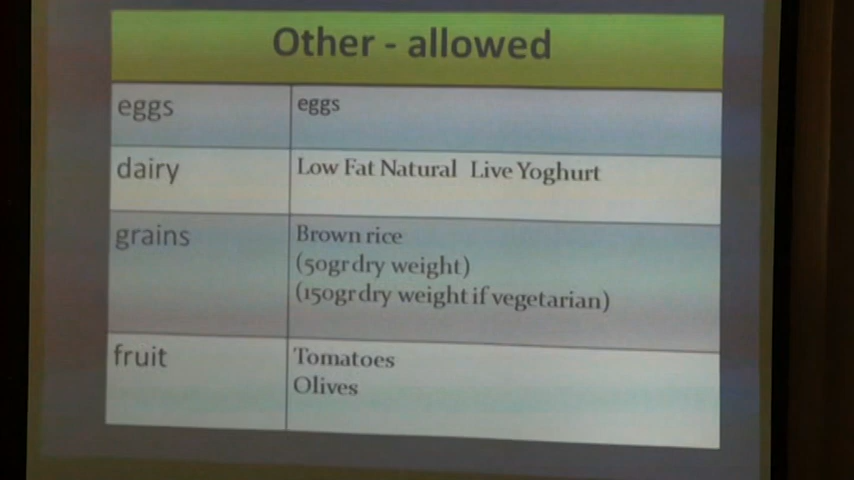 Other - allowed
eggs eggs
dairy Low Fat Natural Live Yoghurt
grains Brown rice
(50gr dry weight)
(150gr dry weight if vegetarian)
fruit Tomatoes
Olives